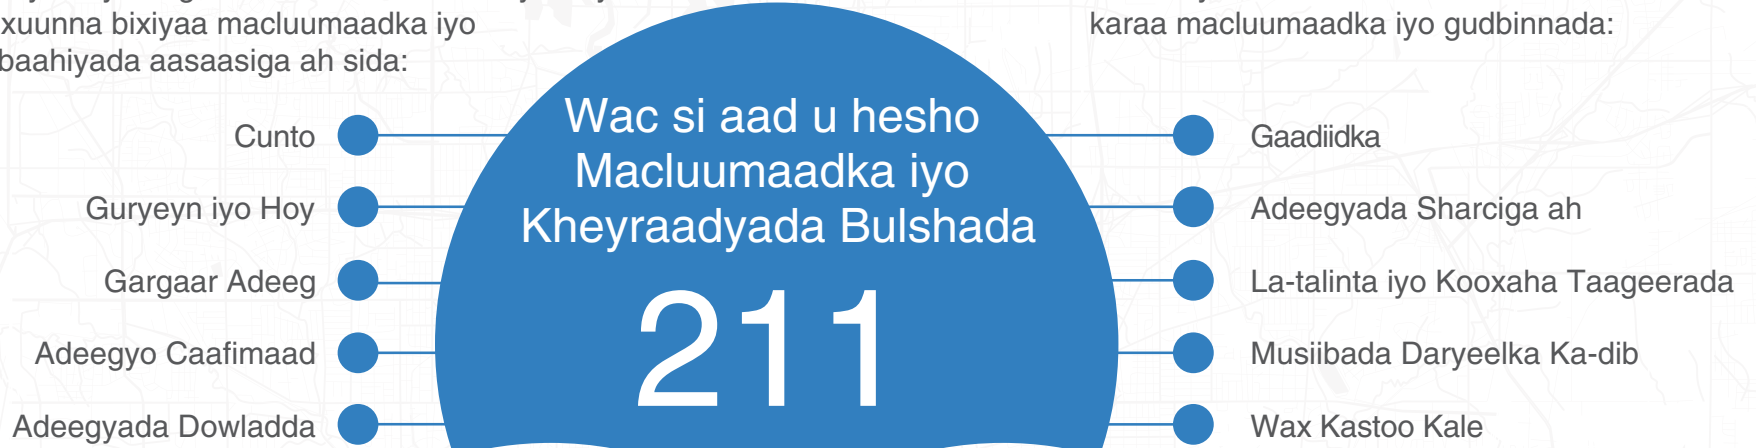 bixiyaa macluumaadka iyo
baahiyada aasaasiga ah sida:
Cunto
Guryeyn iyo Hoy
Gargaar Adeeg
Adeegyo Caafimaad
Adeegyada Dowladda
Wac si aad u hesho
Macluumaadka iyo
Kheyraadyada Bulshada
211
karaa macluumaadka iyo gudbinnada:
Gaadiidka
Adeegyada Sharciga ah
La-talinta iyo Kooxaha Taageerada
Musiibada Daryeelka Ka-dib
Wax Kastoo Kale